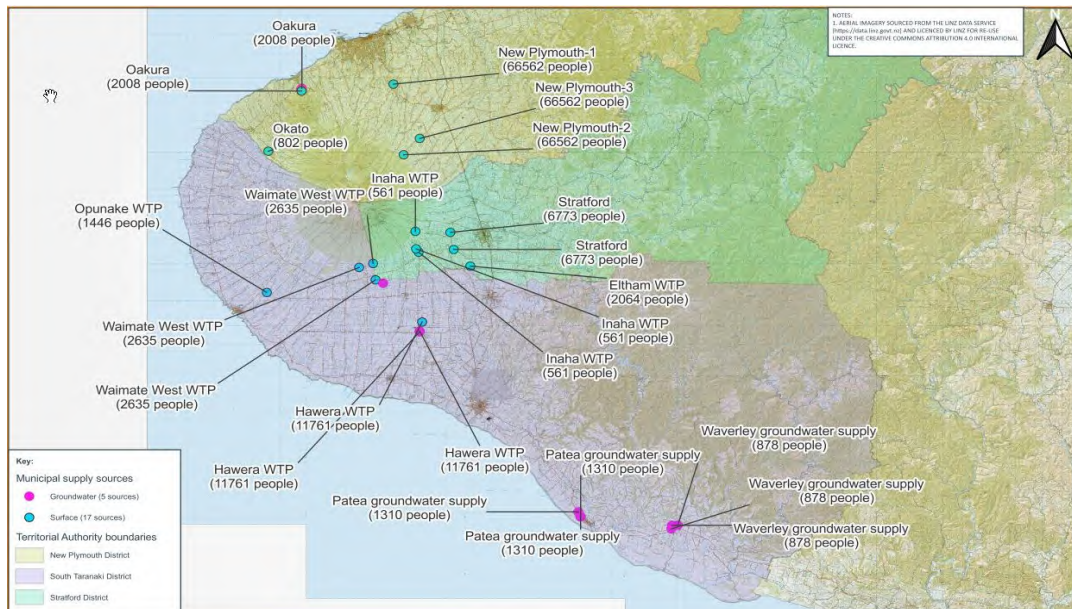 NOTES:
1. AERIAL IMAGERY SOURCED FROM THE LINZ DATA SERVICE
(https://data.linz.govt.nz) AND LICENCED BY LINZ FOR RE-USE
UNDER THE CREATIVE COMMONS ATTRIBUTION 4.0 INTERNATIONAL
LICENCE.
Oakura
(2008 people)
Oakura
(2008 people)
New Plymouth-1
(66562 people)
New Plymouth-3
(66562 people)
New Plymouth-2
(66562 people)
Okato
(802 people)
Inaha WTP
(561 people)
Waimate West WTP
(2635 people)
Opunake WTP
(1446 people)
Stratford
(6773 people)
Stratford
(6773 people)
Eltham WTP
(2064 people)
Waimate West WTP
(2635 people)
Inaha WTP
(561 people)
Inaha WTP
(561 people)
Waimate West WTP
(2635 people)
Hawera WTP
(11761 people)
Hawera WTP
(11761 people)
Hawera WTP
(11761 people)
Waverley groundwater supply
(878 people)
Patea groundwater supply
(1310 people)
Waverley groundwater supply
(878 people)
Patea groundwater supply
(1310 people)
Waverley groundwater supply
(878 people)
Patea groundwater supply
(1310 people)
Key:
Municipal supply sources
Groundwater (5 sources)
Surface (17 sources)
Territorial Authority boundaries
New Plymouth District
South Taranaki District
Stratford District